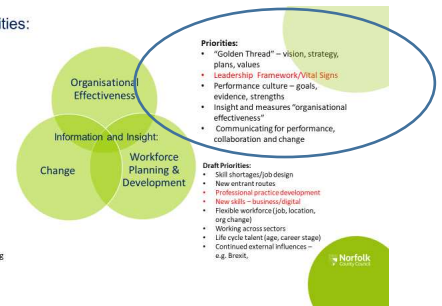 ities:
Organisational
Effectiveness
Information and Insight:
Change
Workforce
Planning &
Development
Priorities:
• "Golden Thread" – vision, strategy,
plans, values
• Leadership Framework/Vital Signs
• Performance culture – goals,
evidence, strengths
• Insight and measures "organisational
effectiveness"
• Communicating for performance,
collaboration and change
Draft Priorities:
• Skill shortages/job design
• New entrant routes
• Professional practice development
• New skills – business/digital
• Flexible workforce (job, location,
org change)
• Working across sectors
• Life cycle talent (age, career stage)
• Continued external influences –
e.g. Brexit,
g
Norfolk
County Council